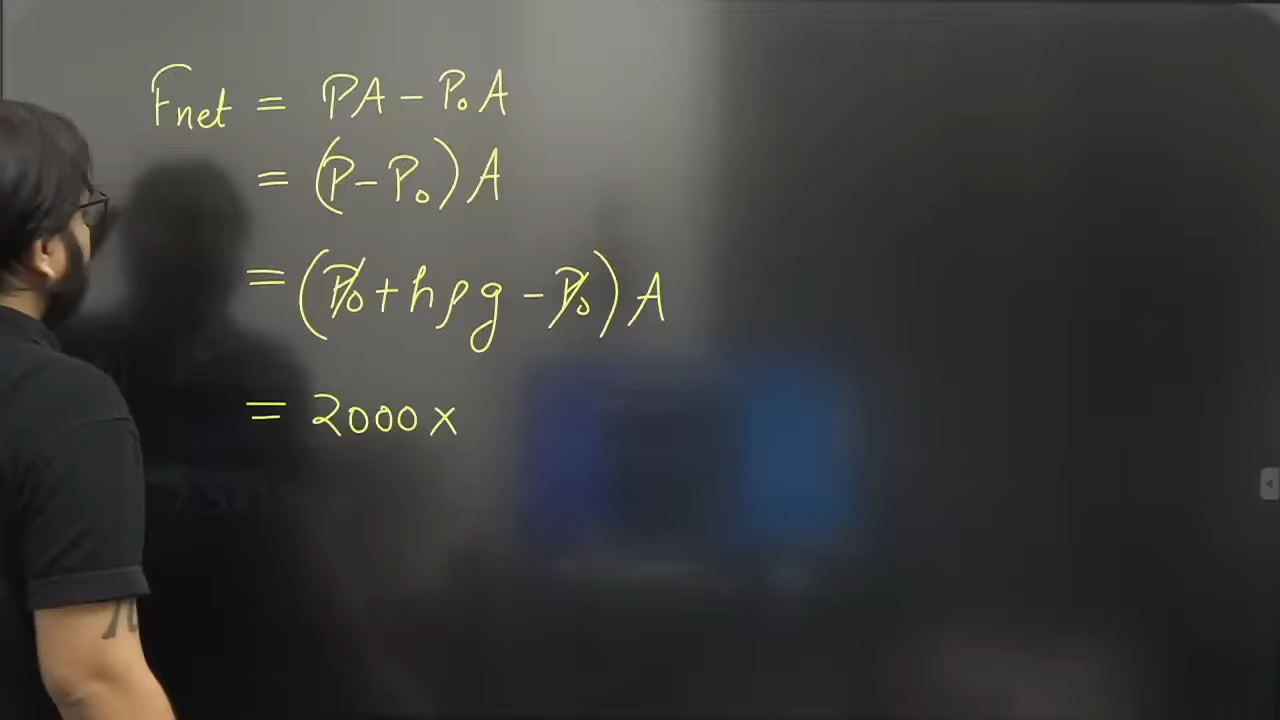 Fnet = PA - P₀A
= (P - P₀) A
= (P₀ + hρg - P₀) A
= 2000 ×